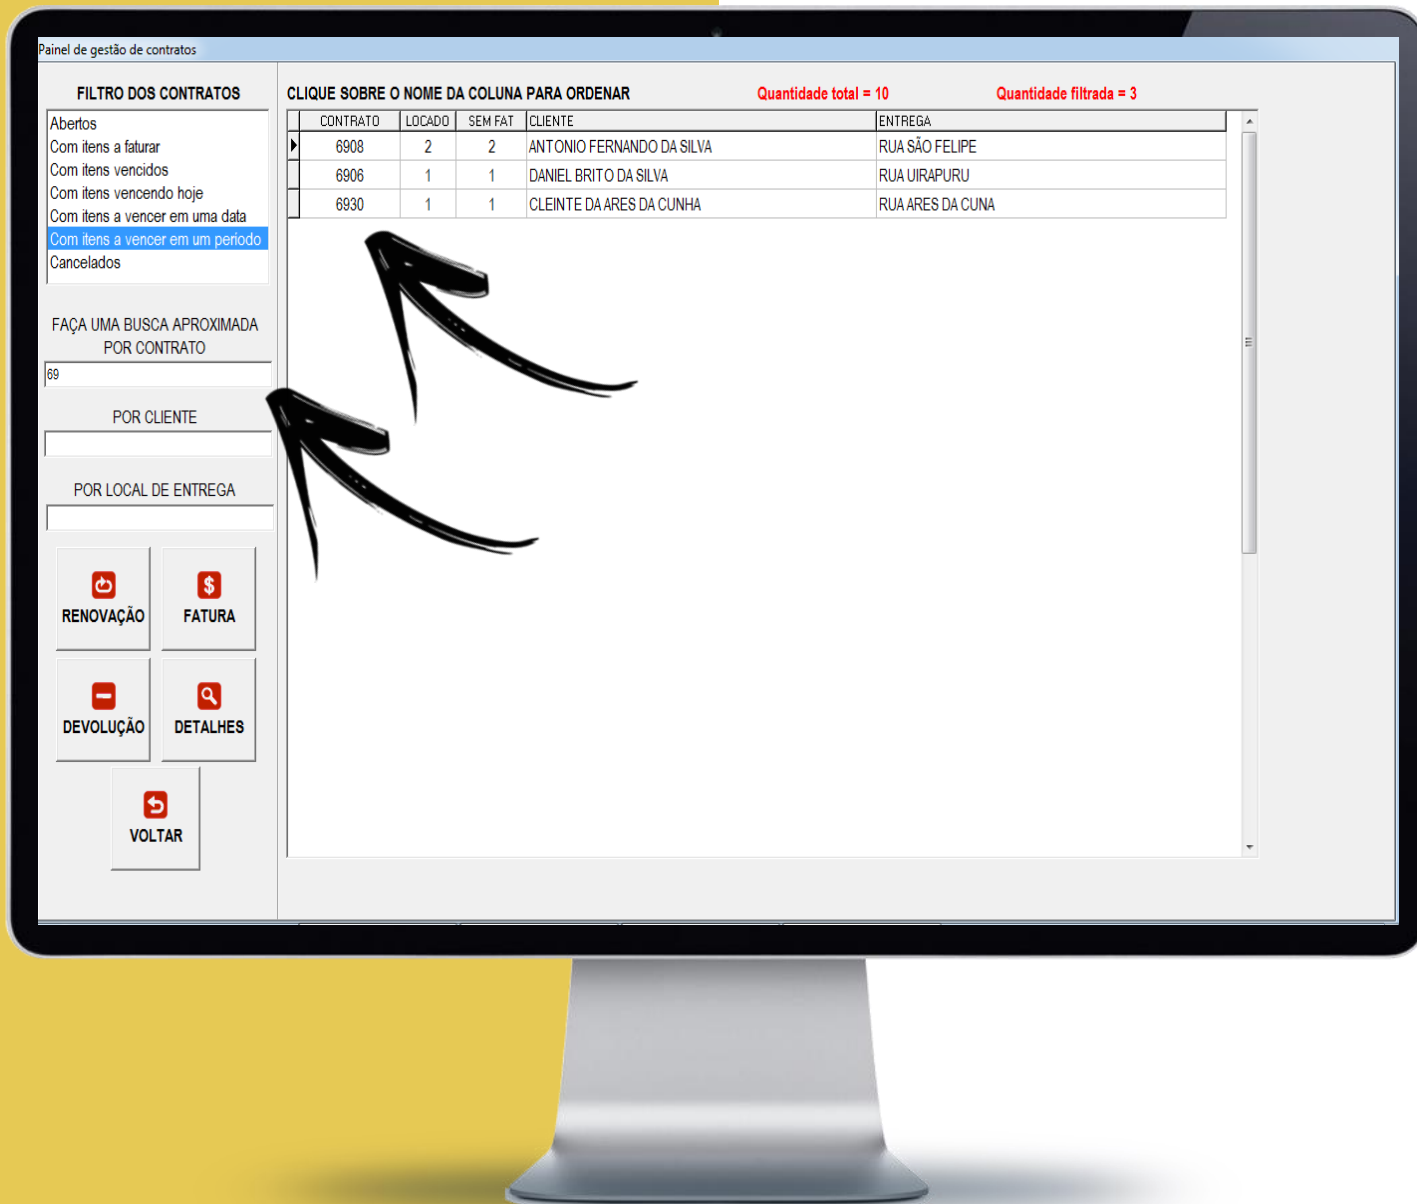 Painel de gestão de contratos
FILTRO DOS CONTRATOS
Abertos
Com itens a faturar
Com itens vencidos
Com itens vencendo hoje
Com itens a vencer em uma data
Com itens a vencer em um periodo
Cancelados
FAÇA UMA BUSCA APROXIMADA
POR CONTRATO
69
POR CLIENTE
POR LOCAL DE ENTREGA
RENOVAÇÃO
FATURA
DEVOLUÇÃO
DETALHES
VOLTAR
CLIQUE SOBRE O NOME DA COLUNA PARA ORDENAR
Quantidade total = 10
Quantidade filtrada = 3
CONTRATO LOCADO SEM FAT CLIENTE ENTREGA
6908 2 2 ANTONIO FERNANDO DA SILVA RUA SÃO FELIPE
6906 1 1 DANIEL BRITO DA SILVA RUA UIRAPURU
6930 1 1 CLEINTE DA ARES DA CUNHA RUA ARES DA CUNA